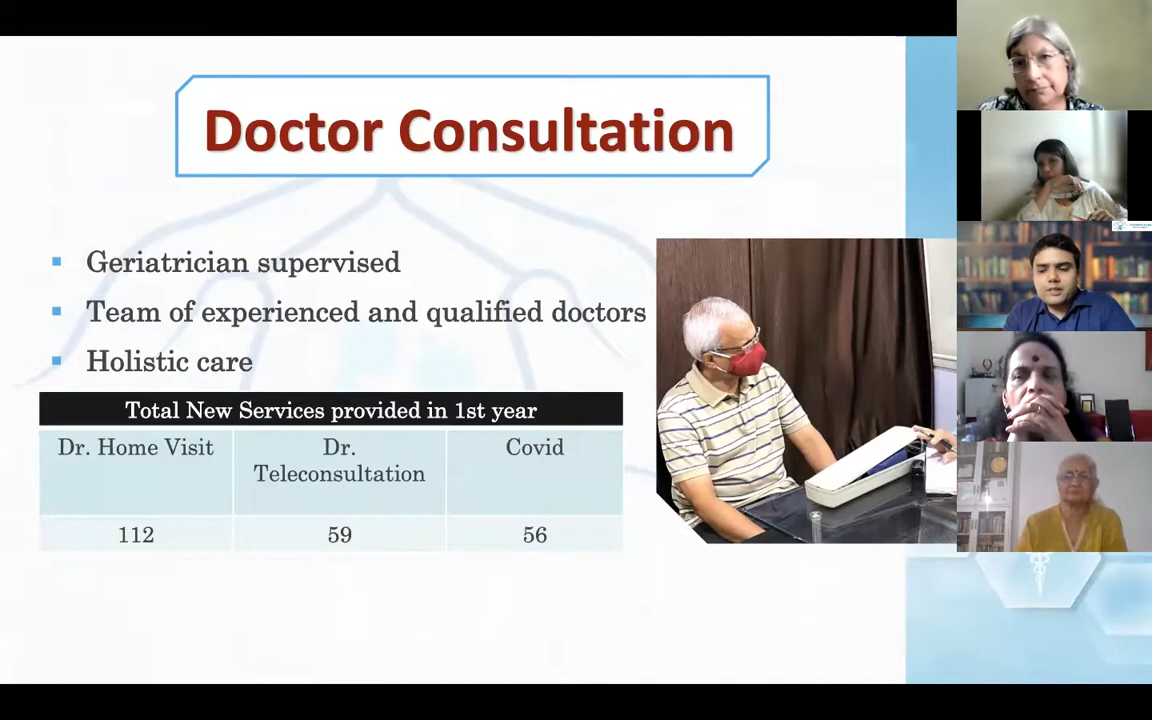 Doctor Consultation
Geriatrician supervised
Team of experienced and qualified doctors
Holistic care
Total New Services provided in 1st year
Dr. Home Visit
Dr.
Teleconsultation
Covid
112
59
56